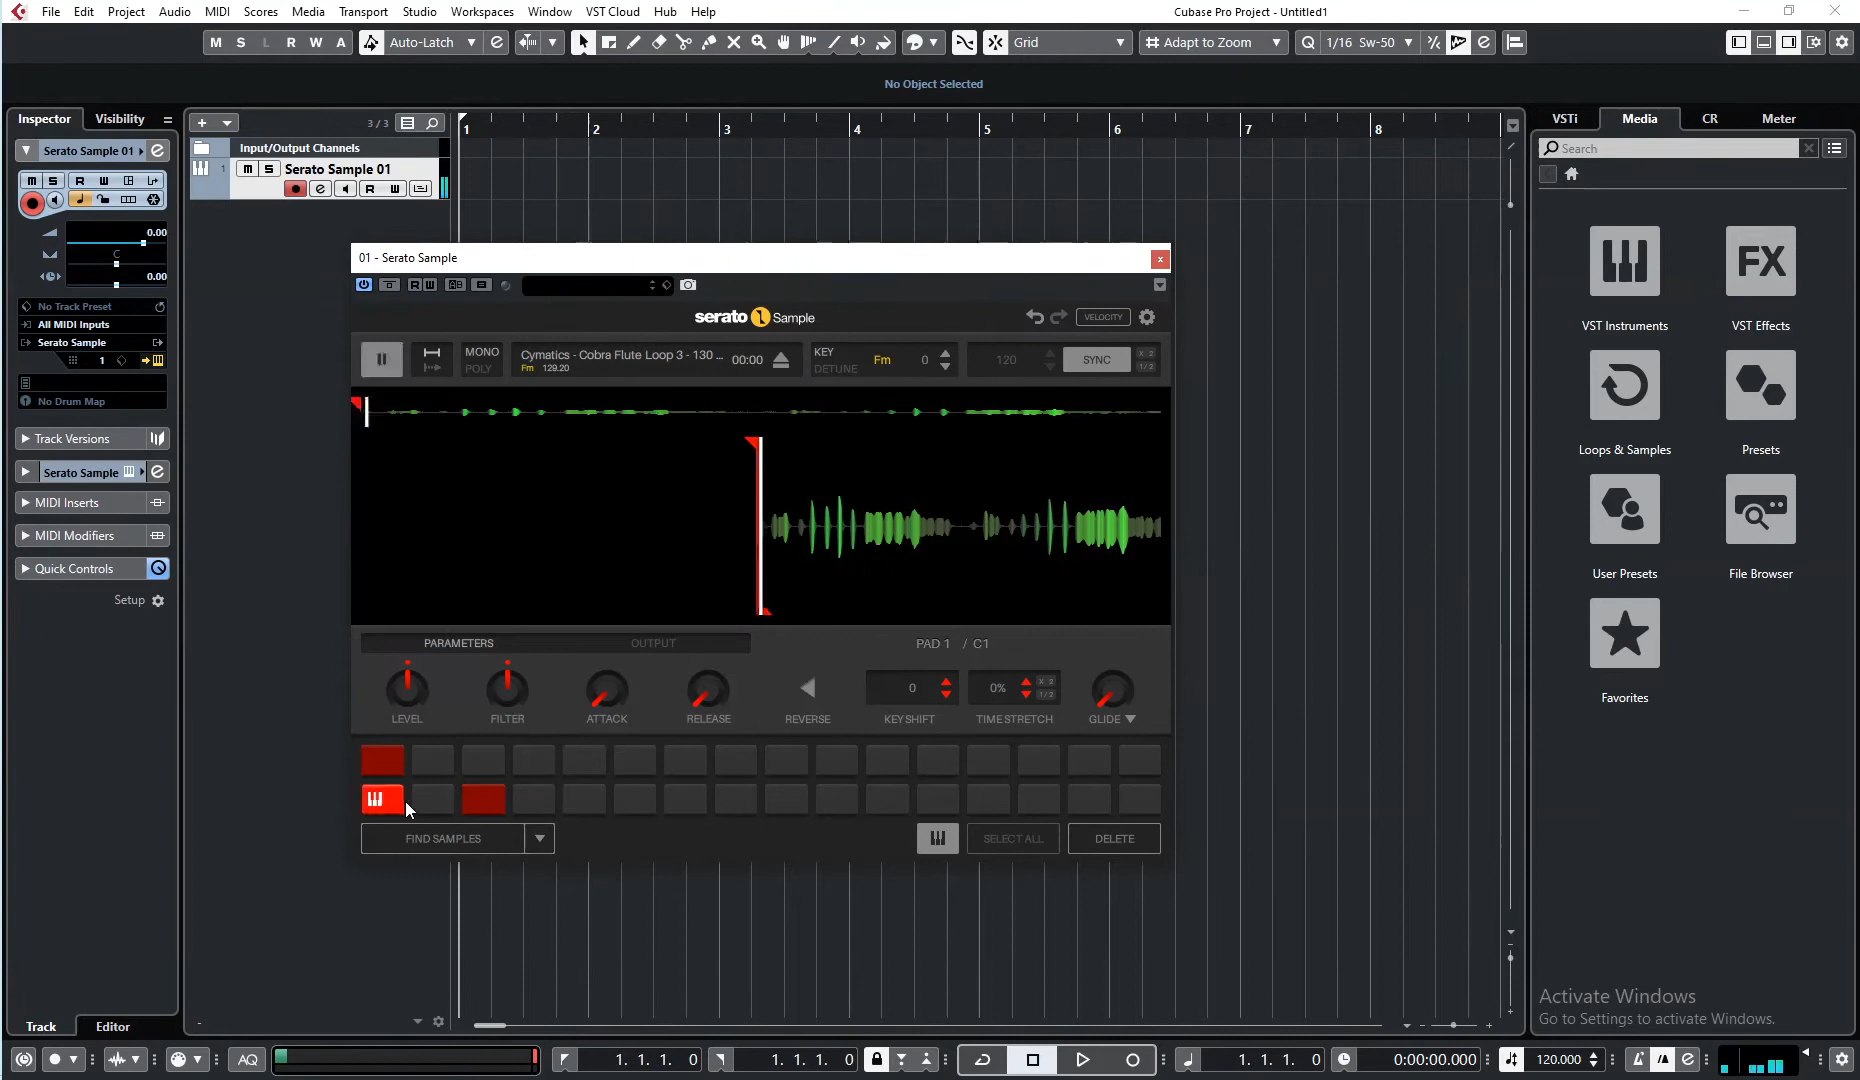 File Edit Project Audio MIDI Scores Media Transport Studio Workspaces Window VST Cloud Hub Help
Cubase Pro Project - Untitled1
M S L R W A Auto-Latch Grid Adapt to Zoom Q 1/16 Sw-50
No Object Selected
Inspector Visibility
3 / 3
1 2 3 4 5 6 7 8
VSTi Media CR Meter
Input/Output Channels
Serato Sample 01
1 M S Serato Sample 01
R W
Search
M S R W
0.00
C
0.00
No Track Preset
All MIDI Inputs
Serato Sample
1
No Drum Map
Track Versions
Serato Sample
MIDI Inserts
MIDI Modifiers
Quick Controls
Setup
01 - Serato Sample
x
R W AB
serato Sample
VELOCITY
MONO
POLY
Cymatics - Cobra Flute Loop 3 - 130 ...
Fm 129.20
00:00
KEY
DETUNE
Fm 0
120 SYNC
X 2
1/2
PARAMETERS OUTPUT
PAD 1 / C1
0 0%
X 2
1/2
LEVEL FILTER ATTACK RELEASE REVERSE KEY SHIFT TIME STRETCH GLIDE
FIND SAMPLES SELECT ALL DELETE
FX
VST Instruments VST Effects
Loops & Samples Presets
User Presets File Browser
Favorites
Activate Windows
Go to Settings to activate Windows.
Track Editor
AQ 1. 1. 1. 0 1. 1. 1. 0 1. 1. 1. 0 0:00:00.000 120.000